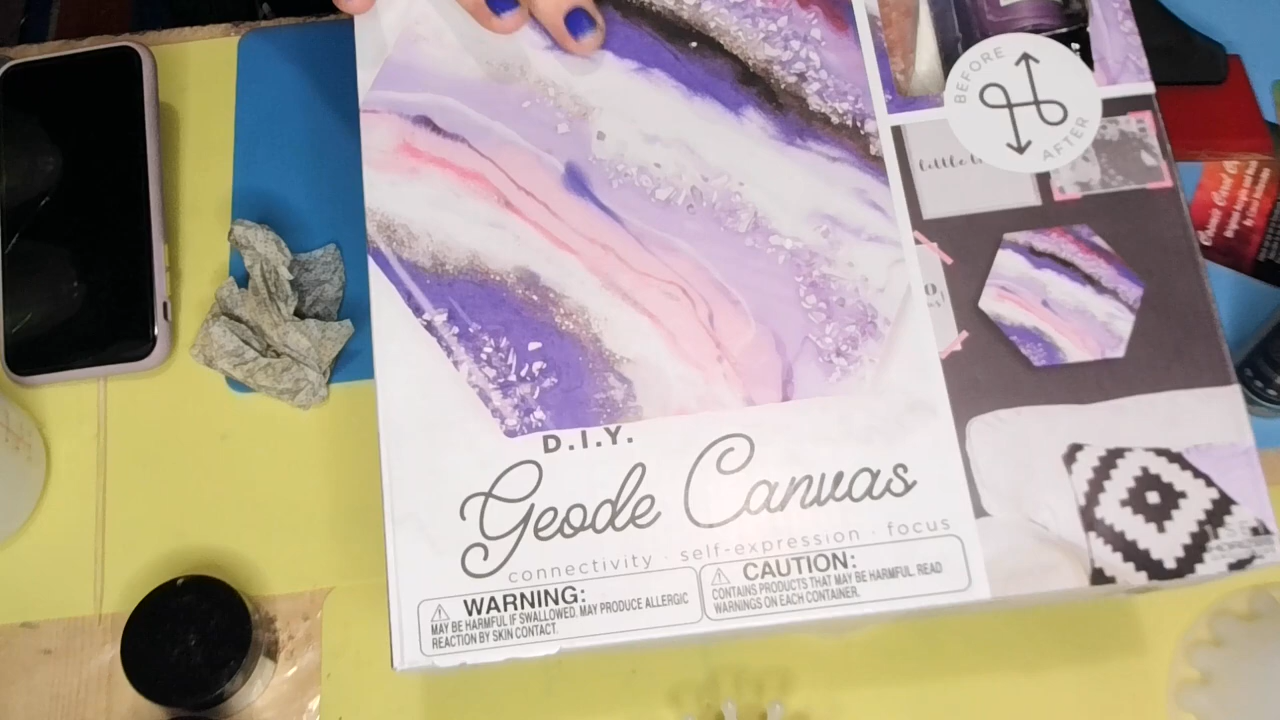 BEFORE
AFTER
D.I.Y.
Geode Canvas
connectivity · self-expression · focus
WARNING:
MAY BE HARMFUL IF SWALLOWED. MAY PRODUCE ALLERGIC
REACTION BY SKIN CONTACT.
CAUTION:
CONTAINS PRODUCTS THAT MAY BE HARMFUL. READ
WARNINGS ON EACH CONTAINER.